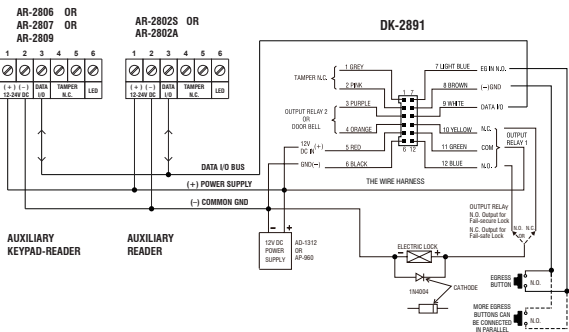 AR-2806 OR
AR-2807 OR
AR-2809
AR-2802S OR
AR-2802A
DK-2891
1 2 3 4 5 6
(+) (–) DATA TAMPER LED
12-24V DC I/O N.C.
1 2 3 4 5 6
(+) (–) DATA TAMPER LED
12-24V DC I/O N.C.
TAMPER N.C.
1 GREY
2 PINK
OUTPUT RELAY 2
OR
DOOR BELL
3 PURPLE
4 ORANGE
12V DC IN (+)
5 RED
GND(–)
6 BLACK
1 7
6 12
7 LIGHT BLUE EG IN N.O.
8 BROWN (–)GND
9 WHITE DATA I/O
10 YELLOW N.C.
11 GREEN COM
12 BLUE N.O.
OUTPUT
RELAY 1
THE WIRE HARNESS
DATA I/O BUS
(+) POWER SUPPLY
(–) COMMON GND
AUXILIARY
KEYPAD-READER
AUXILIARY
READER
– +
12V DC
POWER
SUPPLY
AD-1312
OR
AP-960
ELECTRIC LOCK
1N4004
CATHODE
OUTPUT RELAY
N.O. Output for
Fail-secure Lock
N.C. Output for
Fail-safe Lock
N.O. N.C.
OR
EGRESS
BUTTON
N.O.
MORE EGRESS
BUTTONS CAN
BE CONNECTED
IN PARALLEL
N.O.